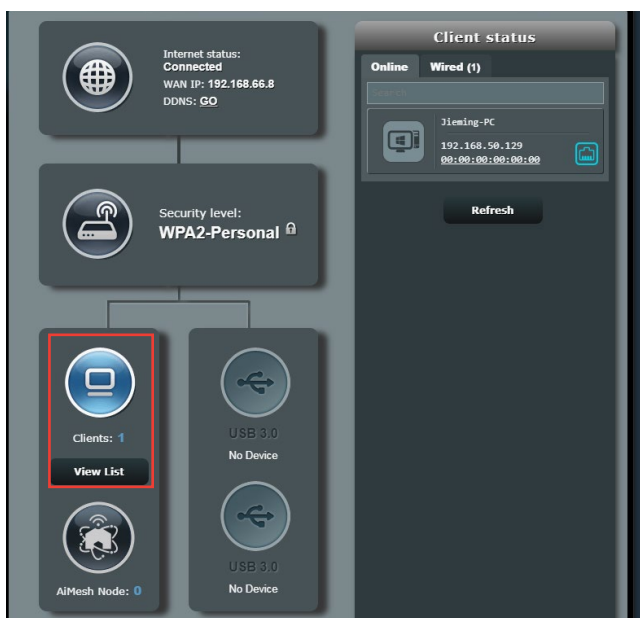 Internet status:
Connected
WAN IP: 192.168.66.8
DDNS: GO
Security level:
WPA2-Personal
Clients: 1
View List
AiMesh Node: 0
USB 3.0
No Device
USB 3.0
No Device
Client status
Online Wired (1)
Search
Jieming-PC
192.168.50.129
00:00:00:00:00:00
Refresh